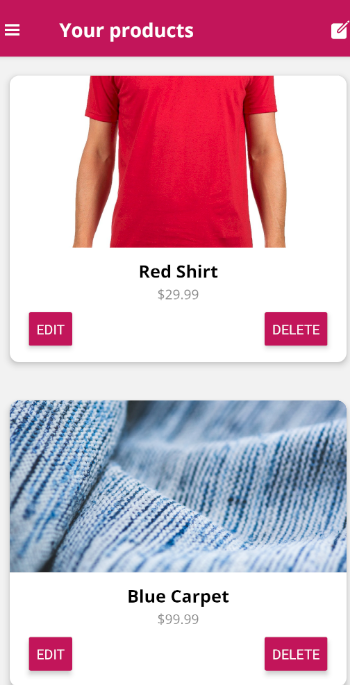 Your products
Red Shirt
$29.99
EDIT DELETE
Blue Carpet
$99.99
EDIT DELETE